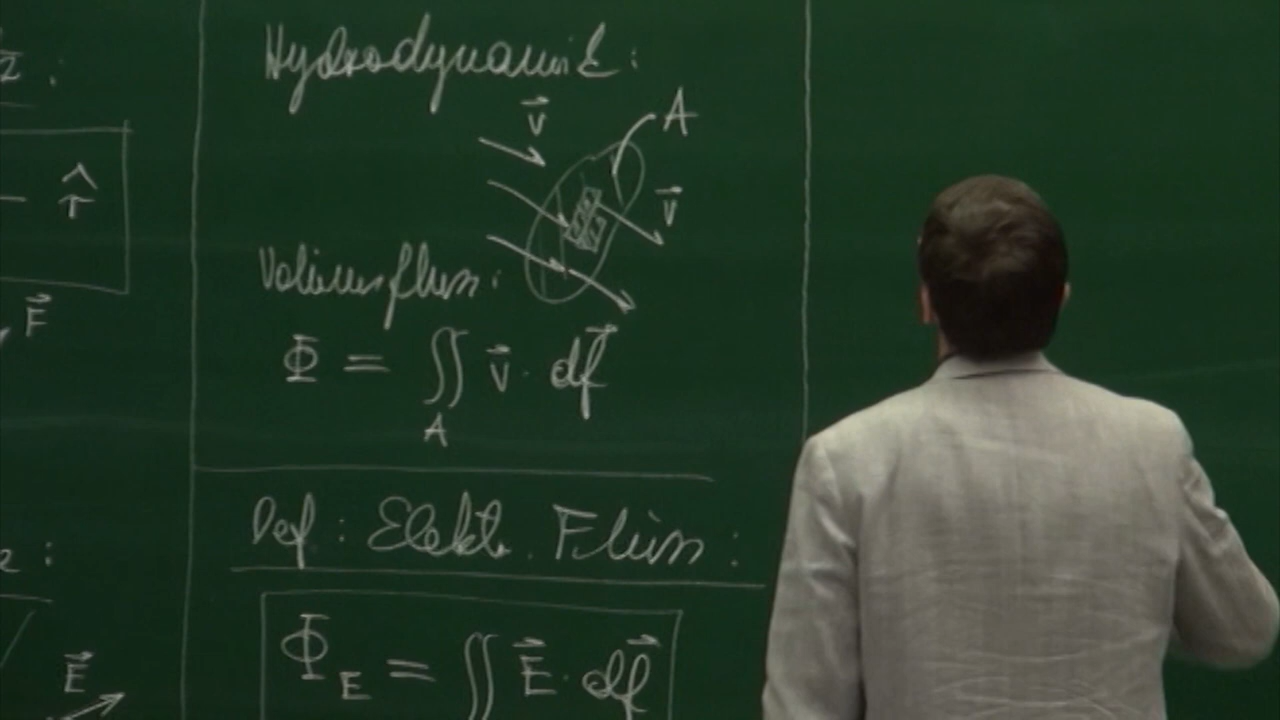 Hydrodynamik:
v⃗
A
v⃗
Volumenfluss:
Φ = ∬ v⃗ · df⃗
A
Def: Elektr. Fluss:
Φ_E = ∬ E⃗ · df⃗
r̂
F⃗
E⃗